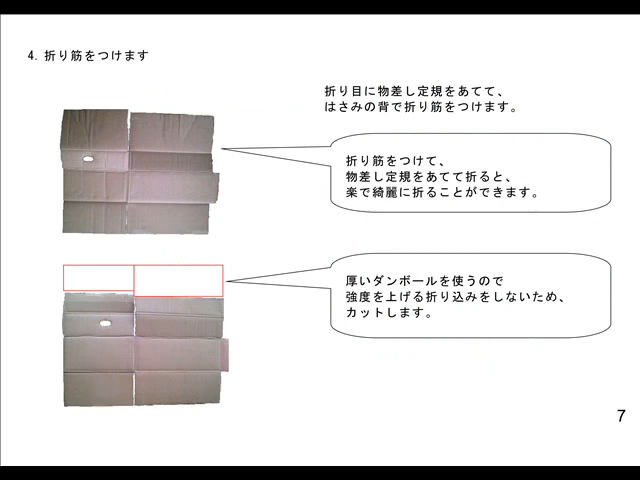 4. 折り筋をつけます
折り目に物差し定規をあてて、
はさみの背で折り筋をつけます。
折り筋をつけて、
物差し定規をあてて折ると、
楽で綺麗に折ることができます。
厚いダンボールを使うので
強度を上げる折り込みをしないため、
カットします。
7